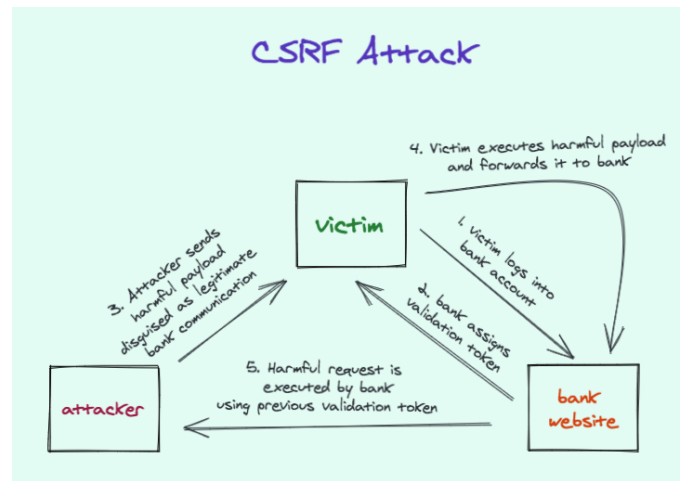 CSRF Attack
4. Victim executes harmful payload
and forwards it to bank
victim
1. Victim logs into
bank account
2. bank assigns
validation token
3. Attacker sends
harmful payload
disguised as legitimate
bank communication
5. Harmful request is
executed by bank
using previous validation token
attacker
bank
website